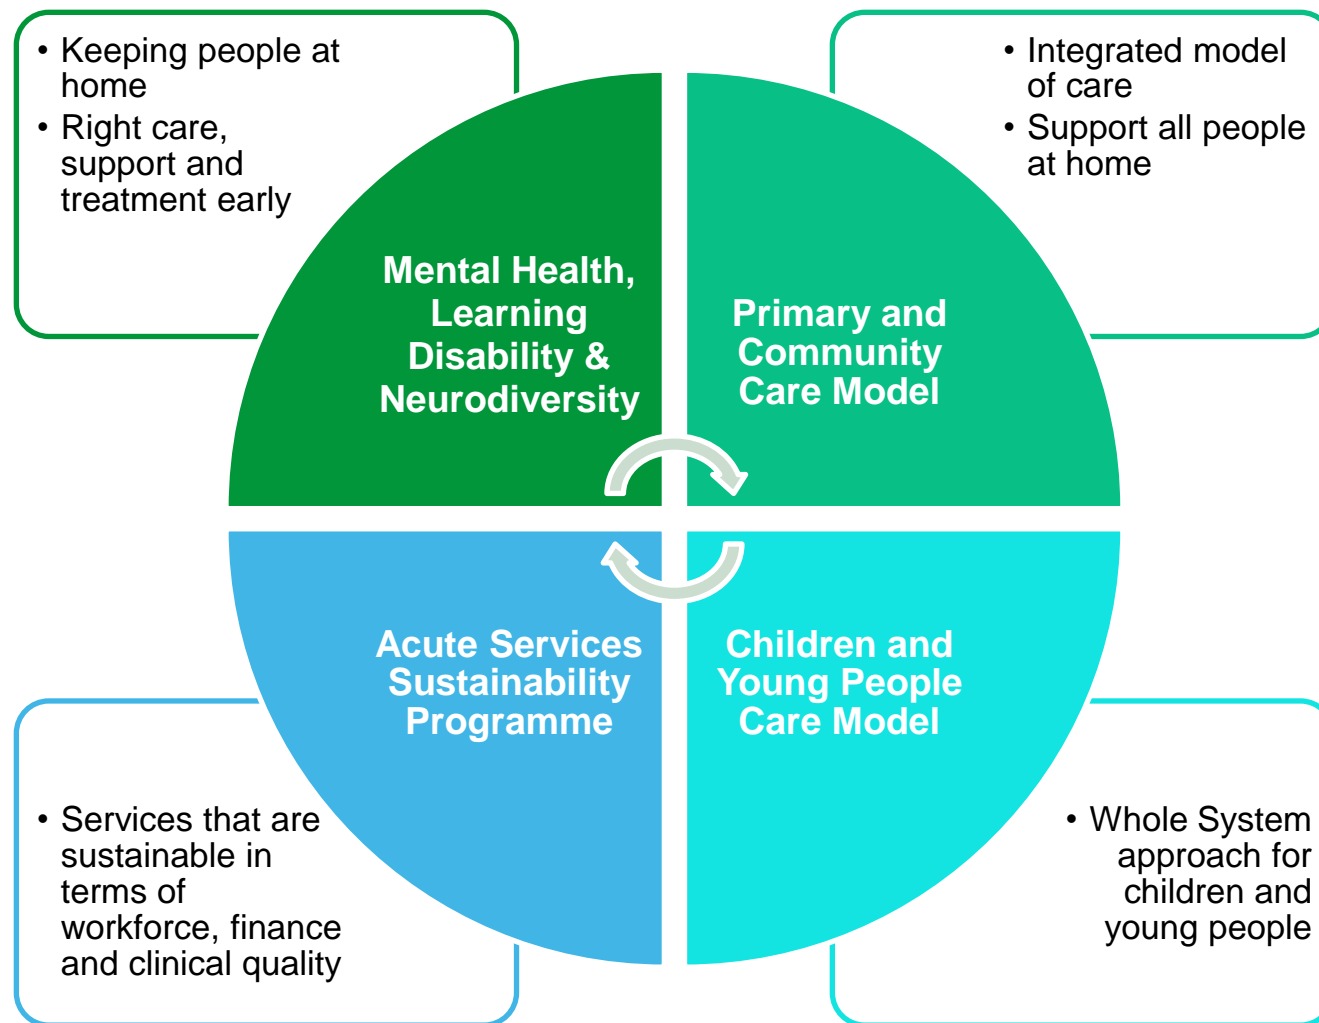 • Keeping people at
home
• Right care,
support and
treatment early
• Integrated model
of care
• Support all people
at home
Mental Health,
Learning
Disability &
Neurodiversity
Primary and
Community
Care Model
Acute Services
Sustainability
Programme
Children and
Young People
Care Model
• Services that are
sustainable in
terms of
workforce, finance
and clinical quality
• Whole System
approach for
children and
young people